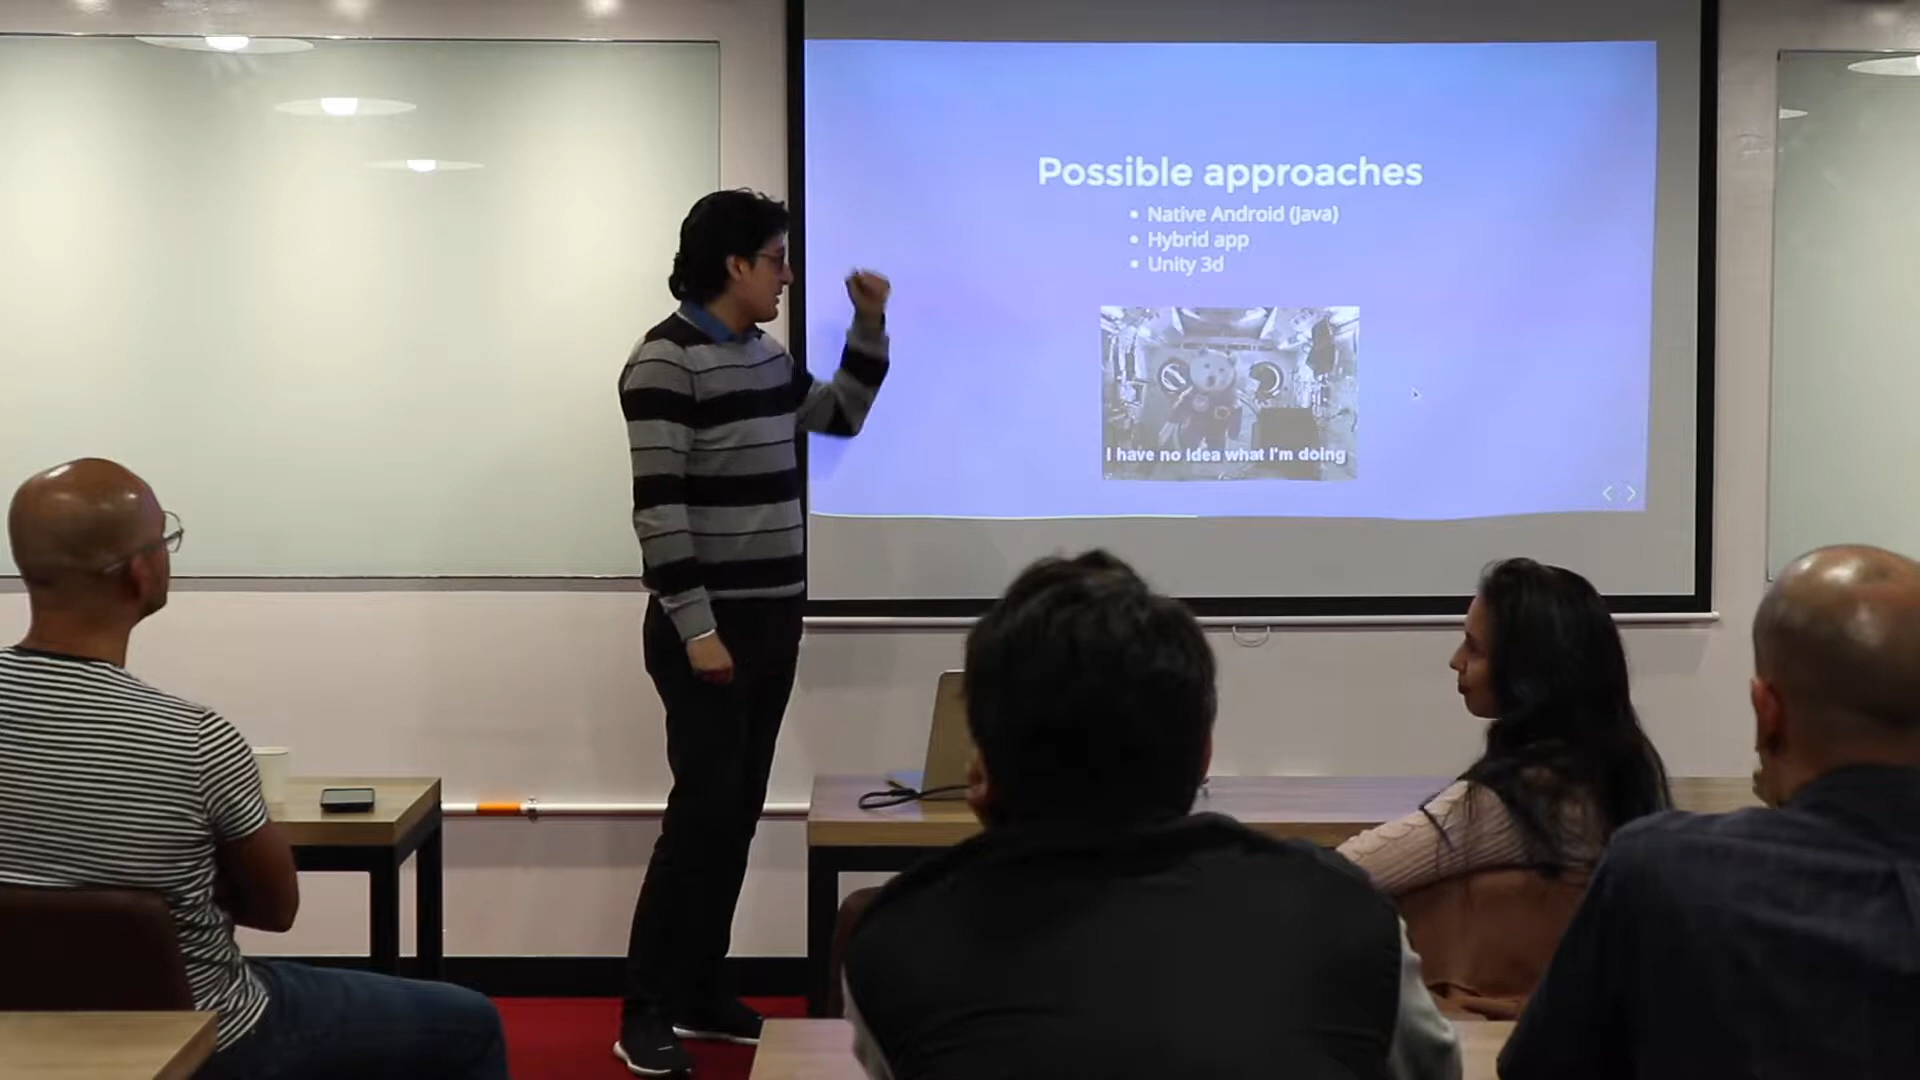 Possible approaches
Native Android (Java)
Hybrid app
Unity 3d
I have no idea what I'm doing